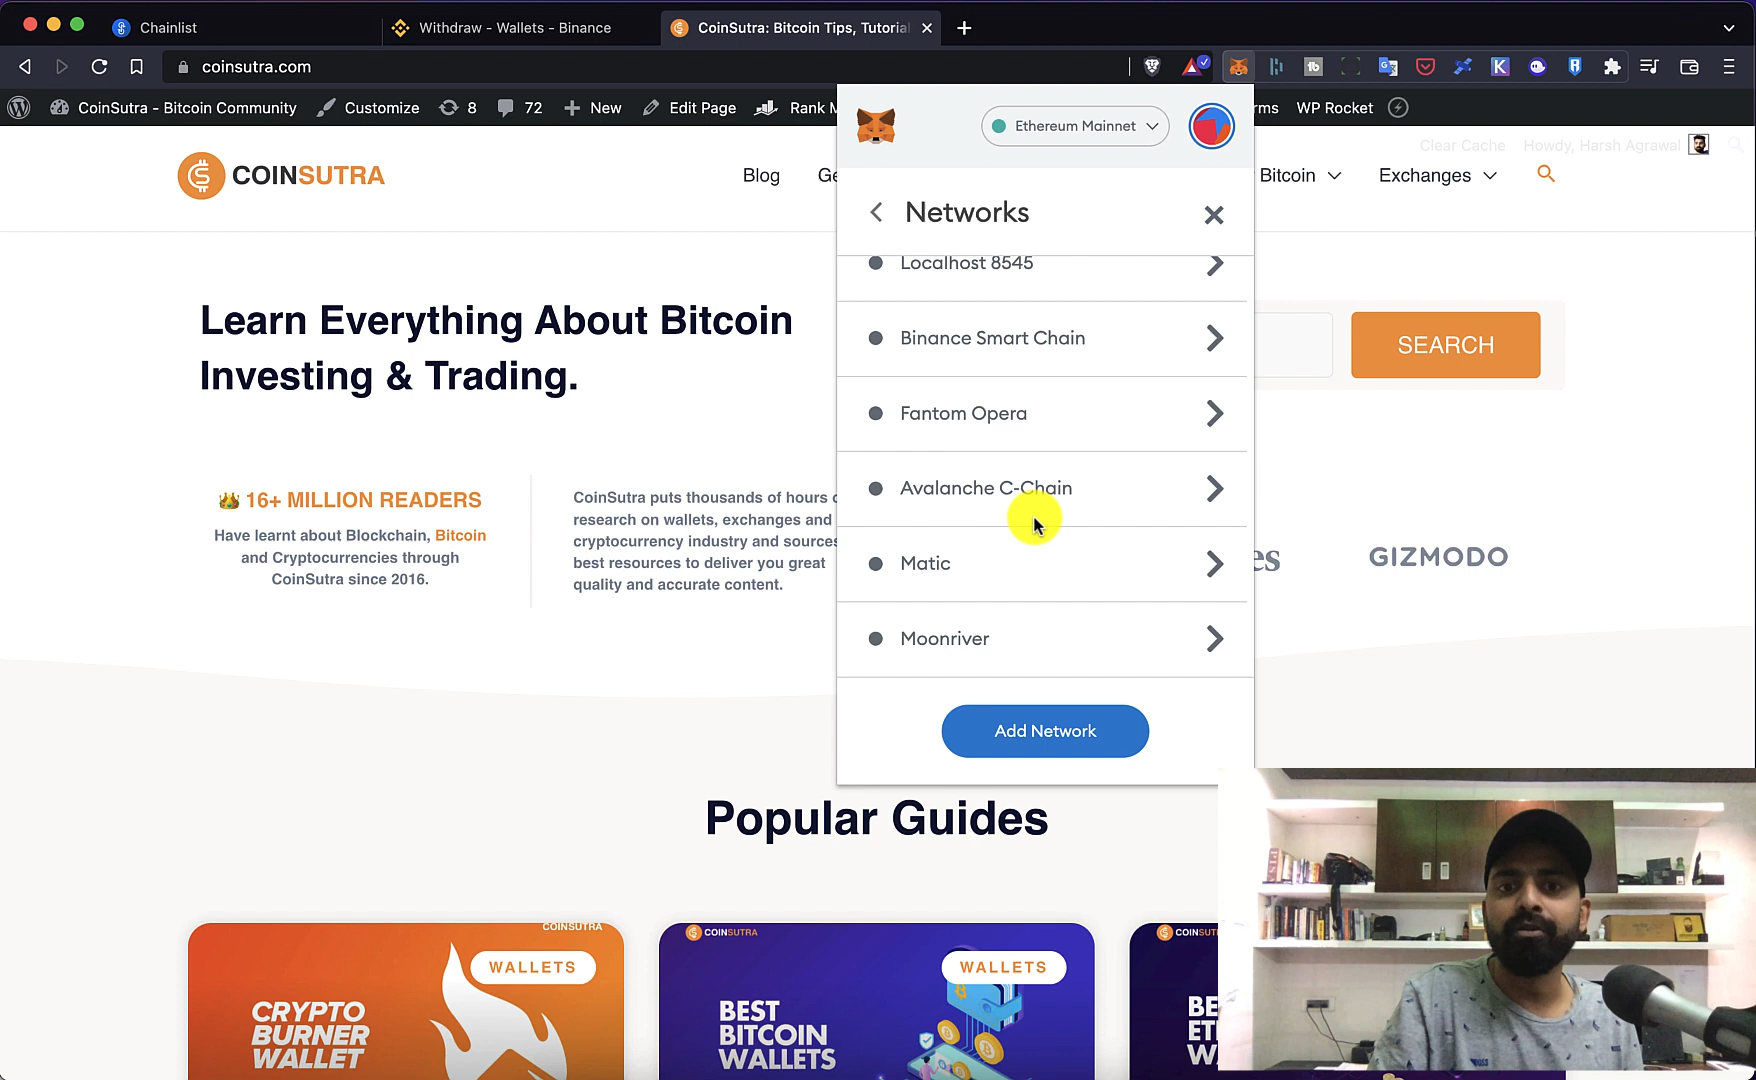 Chainlist
Withdraw - Wallets - Binance
CoinSutra: Bitcoin Tips, Tutorial
coinsutra.com
CoinSutra - Bitcoin Community
Customize
8
72
New
Edit Page
Rank M
rms
WP Rocket
Ethereum Mainnet
Clear Cache
Howdy, Harsh Agrawal
COINSUTRA
Blog
Ge
Bitcoin
Exchanges
Networks
Localhost 8545
Binance Smart Chain
Fantom Opera
Avalanche C-Chain
Matic
Moonriver
Add Network
Learn Everything About Bitcoin
Investing & Trading.
SEARCH
16+ MILLION READERS
Have learnt about Blockchain, Bitcoin
and Cryptocurrencies through
CoinSutra since 2016.
CoinSutra puts thousands of hours o
research on wallets, exchanges and
cryptocurrency industry and sources
best resources to deliver you great
quality and accurate content.
es
GIZMODO
Popular Guides
COINSUTRA
WALLETS
CRYPTO
BURNER
WALLET
COINSUTRA
WALLETS
BEST
BITCOIN
WALLETS
COINSU
BE
ET
W